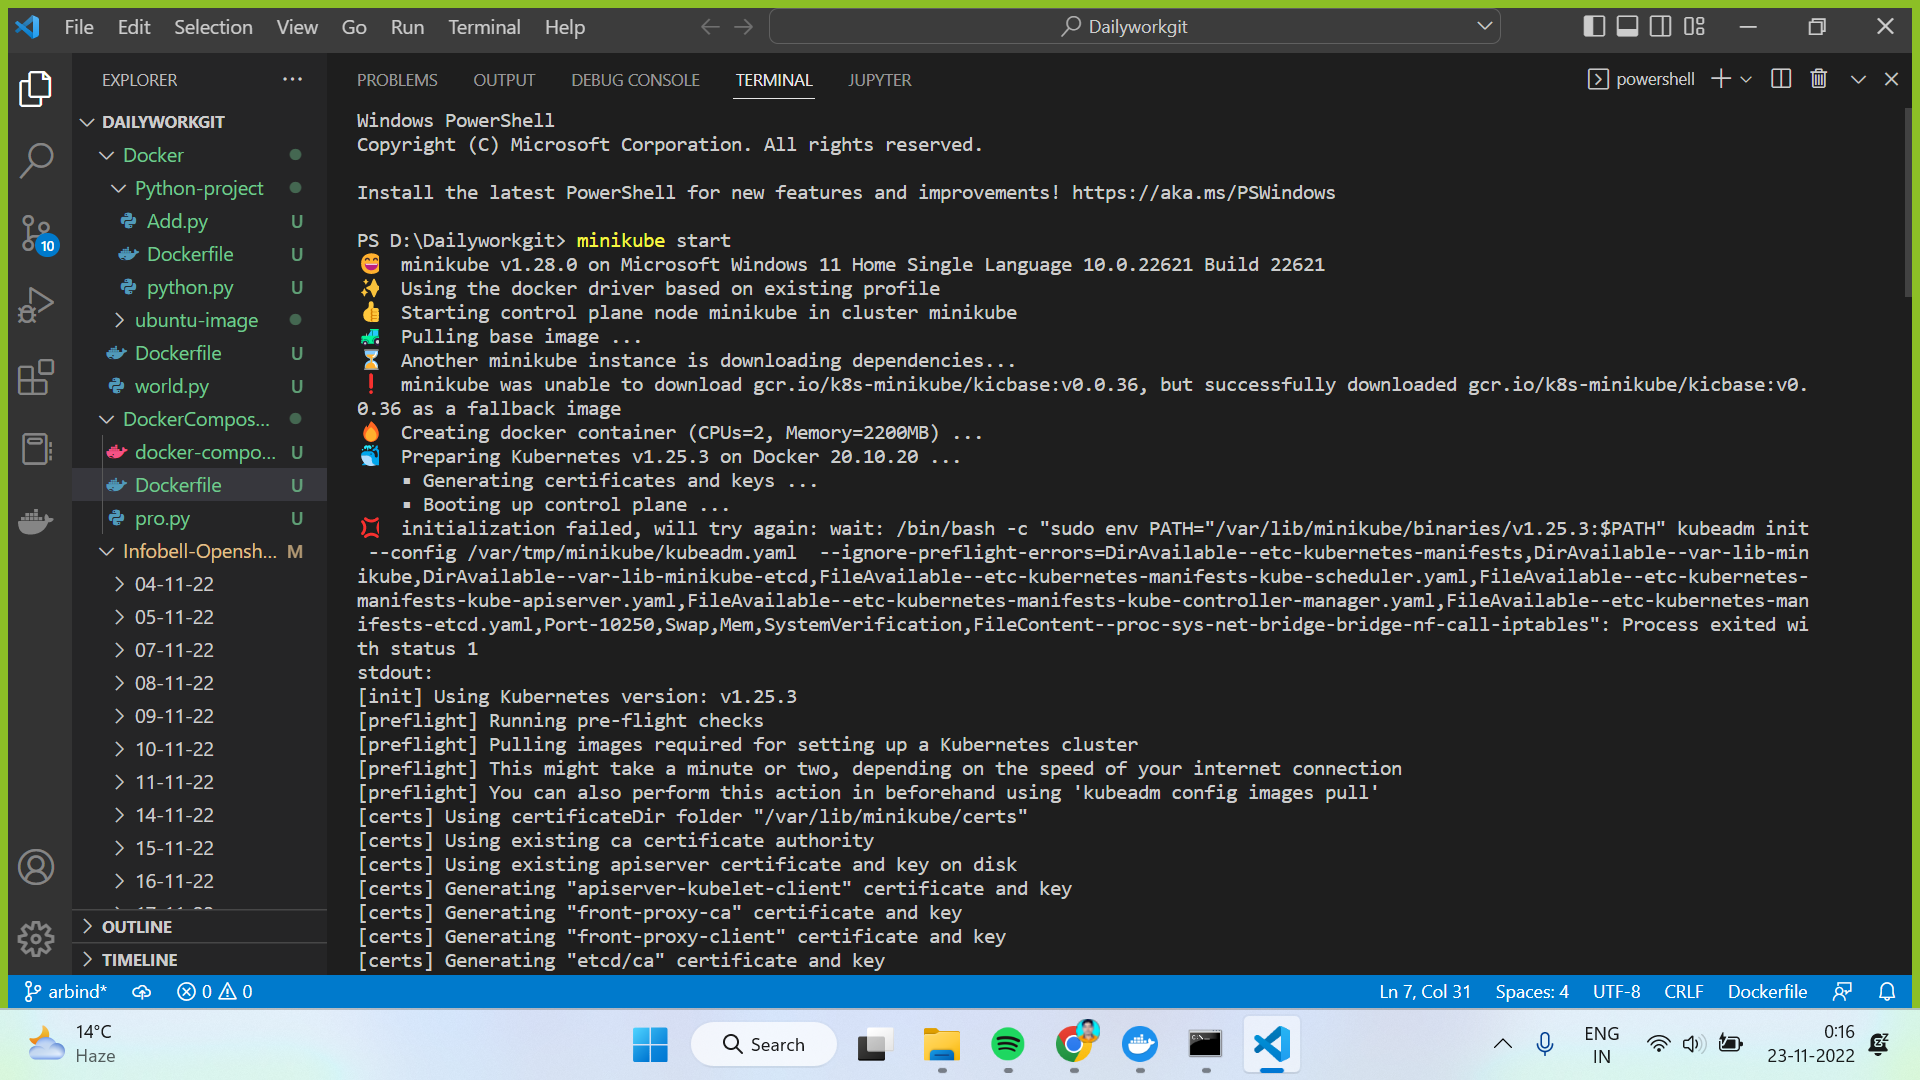 File Edit Selection View Go Run Terminal Help
Dailyworkgit
EXPLORER
DAILYWORKGIT
Docker
Python-project
Add.py U
Dockerfile U
python.py U
ubuntu-image
Dockerfile U
world.py U
DockerCompos...
docker-compo... U
Dockerfile U
pro.py U
Infobell-Opensh... M
04-11-22
05-11-22
07-11-22
08-11-22
09-11-22
10-11-22
11-11-22
14-11-22
15-11-22
16-11-22
OUTLINE
TIMELINE
10
PROBLEMS OUTPUT DEBUG CONSOLE TERMINAL JUPYTER
powershell
Windows PowerShell
Copyright (C) Microsoft Corporation. All rights reserved.
Install the latest PowerShell for new features and improvements! https://aka.ms/PSWindows
PS D:\Dailyworkgit> minikube start
😄 minikube v1.28.0 on Microsoft Windows 11 Home Single Language 10.0.22621 Build 22621
✨ Using the docker driver based on existing profile
👍 Starting control plane node minikube in cluster minikube
🚜 Pulling base image ...
⌛ Another minikube instance is downloading dependencies...
❗ minikube was unable to download gcr.io/k8s-minikube/kicbase:v0.0.36, but successfully downloaded gcr.io/k8s-minikube/kicbase:v0.
0.36 as a fallback image
🔥 Creating docker container (CPUs=2, Memory=2200MB) ...
🐳 Preparing Kubernetes v1.25.3 on Docker 20.10.20 ...
▪ Generating certificates and keys ...
▪ Booting up control plane ...
💢 initialization failed, will try again: wait: /bin/bash -c "sudo env PATH="/var/lib/minikube/binaries/v1.25.3:$PATH" kubeadm init
--config /var/tmp/minikube/kubeadm.yaml  --ignore-preflight-errors=DirAvailable--etc-kubernetes-manifests,DirAvailable--var-lib-min
ikube,DirAvailable--var-lib-minikube-etcd,FileAvailable--etc-kubernetes-manifests-kube-scheduler.yaml,FileAvailable--etc-kubernetes-
manifests-kube-apiserver.yaml,FileAvailable--etc-kubernetes-manifests-kube-controller-manager.yaml,FileAvailable--etc-kubernetes-man
ifests-etcd.yaml,Port-10250,Swap,Mem,SystemVerification,FileContent--proc-sys-net-bridge-bridge-nf-call-iptables": Process exited wi
th status 1
stdout:
[init] Using Kubernetes version: v1.25.3
[preflight] Running pre-flight checks
[preflight] Pulling images required for setting up a Kubernetes cluster
[preflight] This might take a minute or two, depending on the speed of your internet connection
[preflight] You can also perform this action in beforehand using 'kubeadm config images pull'
[certs] Using certificateDir folder "/var/lib/minikube/certs"
[certs] Using existing ca certificate authority
[certs] Using existing apiserver certificate and key on disk
[certs] Generating "apiserver-kubelet-client" certificate and key
[certs] Generating "front-proxy-ca" certificate and key
[certs] Generating "front-proxy-client" certificate and key
[certs] Generating "etcd/ca" certificate and key
arbind* 0 0 Ln 7, Col 31 Spaces: 4 UTF-8 CRLF Dockerfile
14°C
Haze
Search
ENG
IN
0:16
23-11-2022